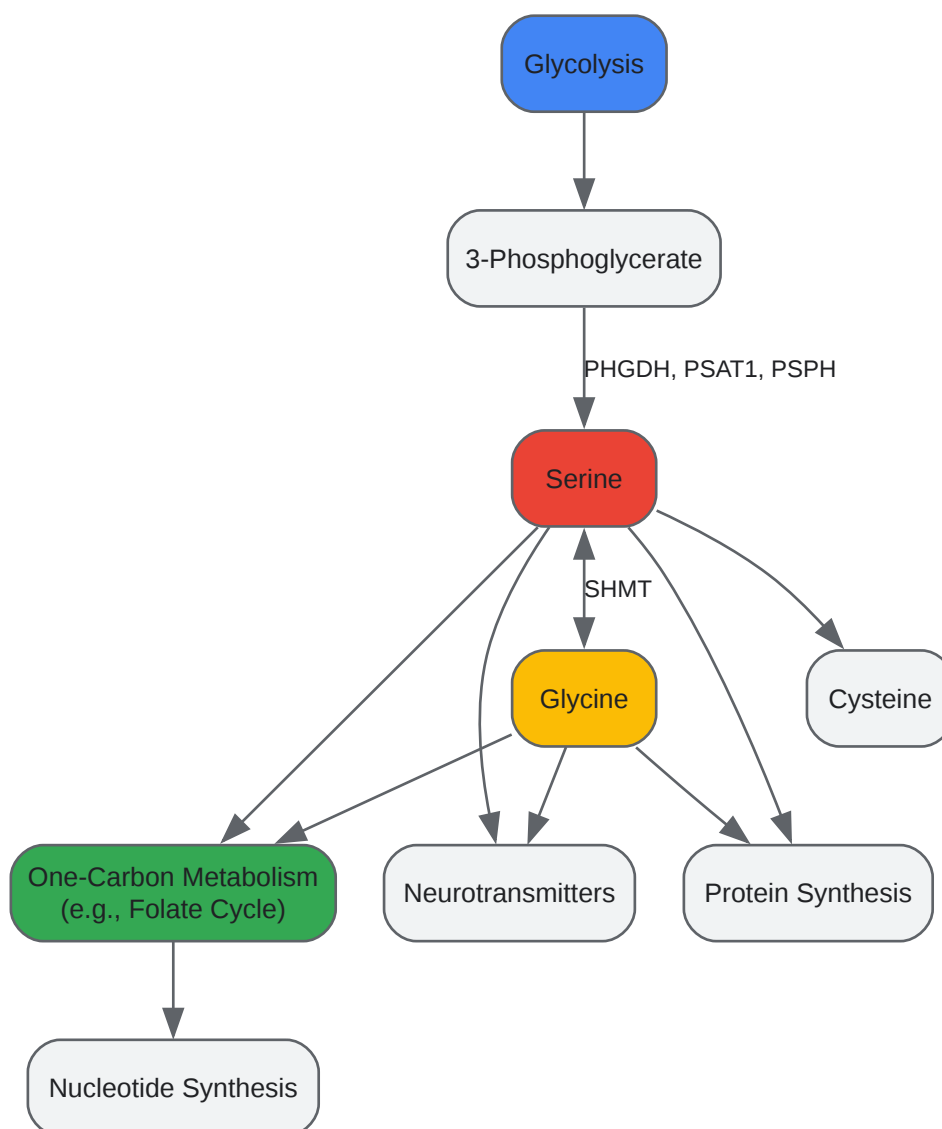 Glycolysis
3-Phosphoglycerate
PHGDH, PSAT1, PSPH
Serine
SHMT
Glycine
Cysteine
One-Carbon Metabolism
(e.g., Folate Cycle)
Neurotransmitters
Protein Synthesis
Nucleotide Synthesis